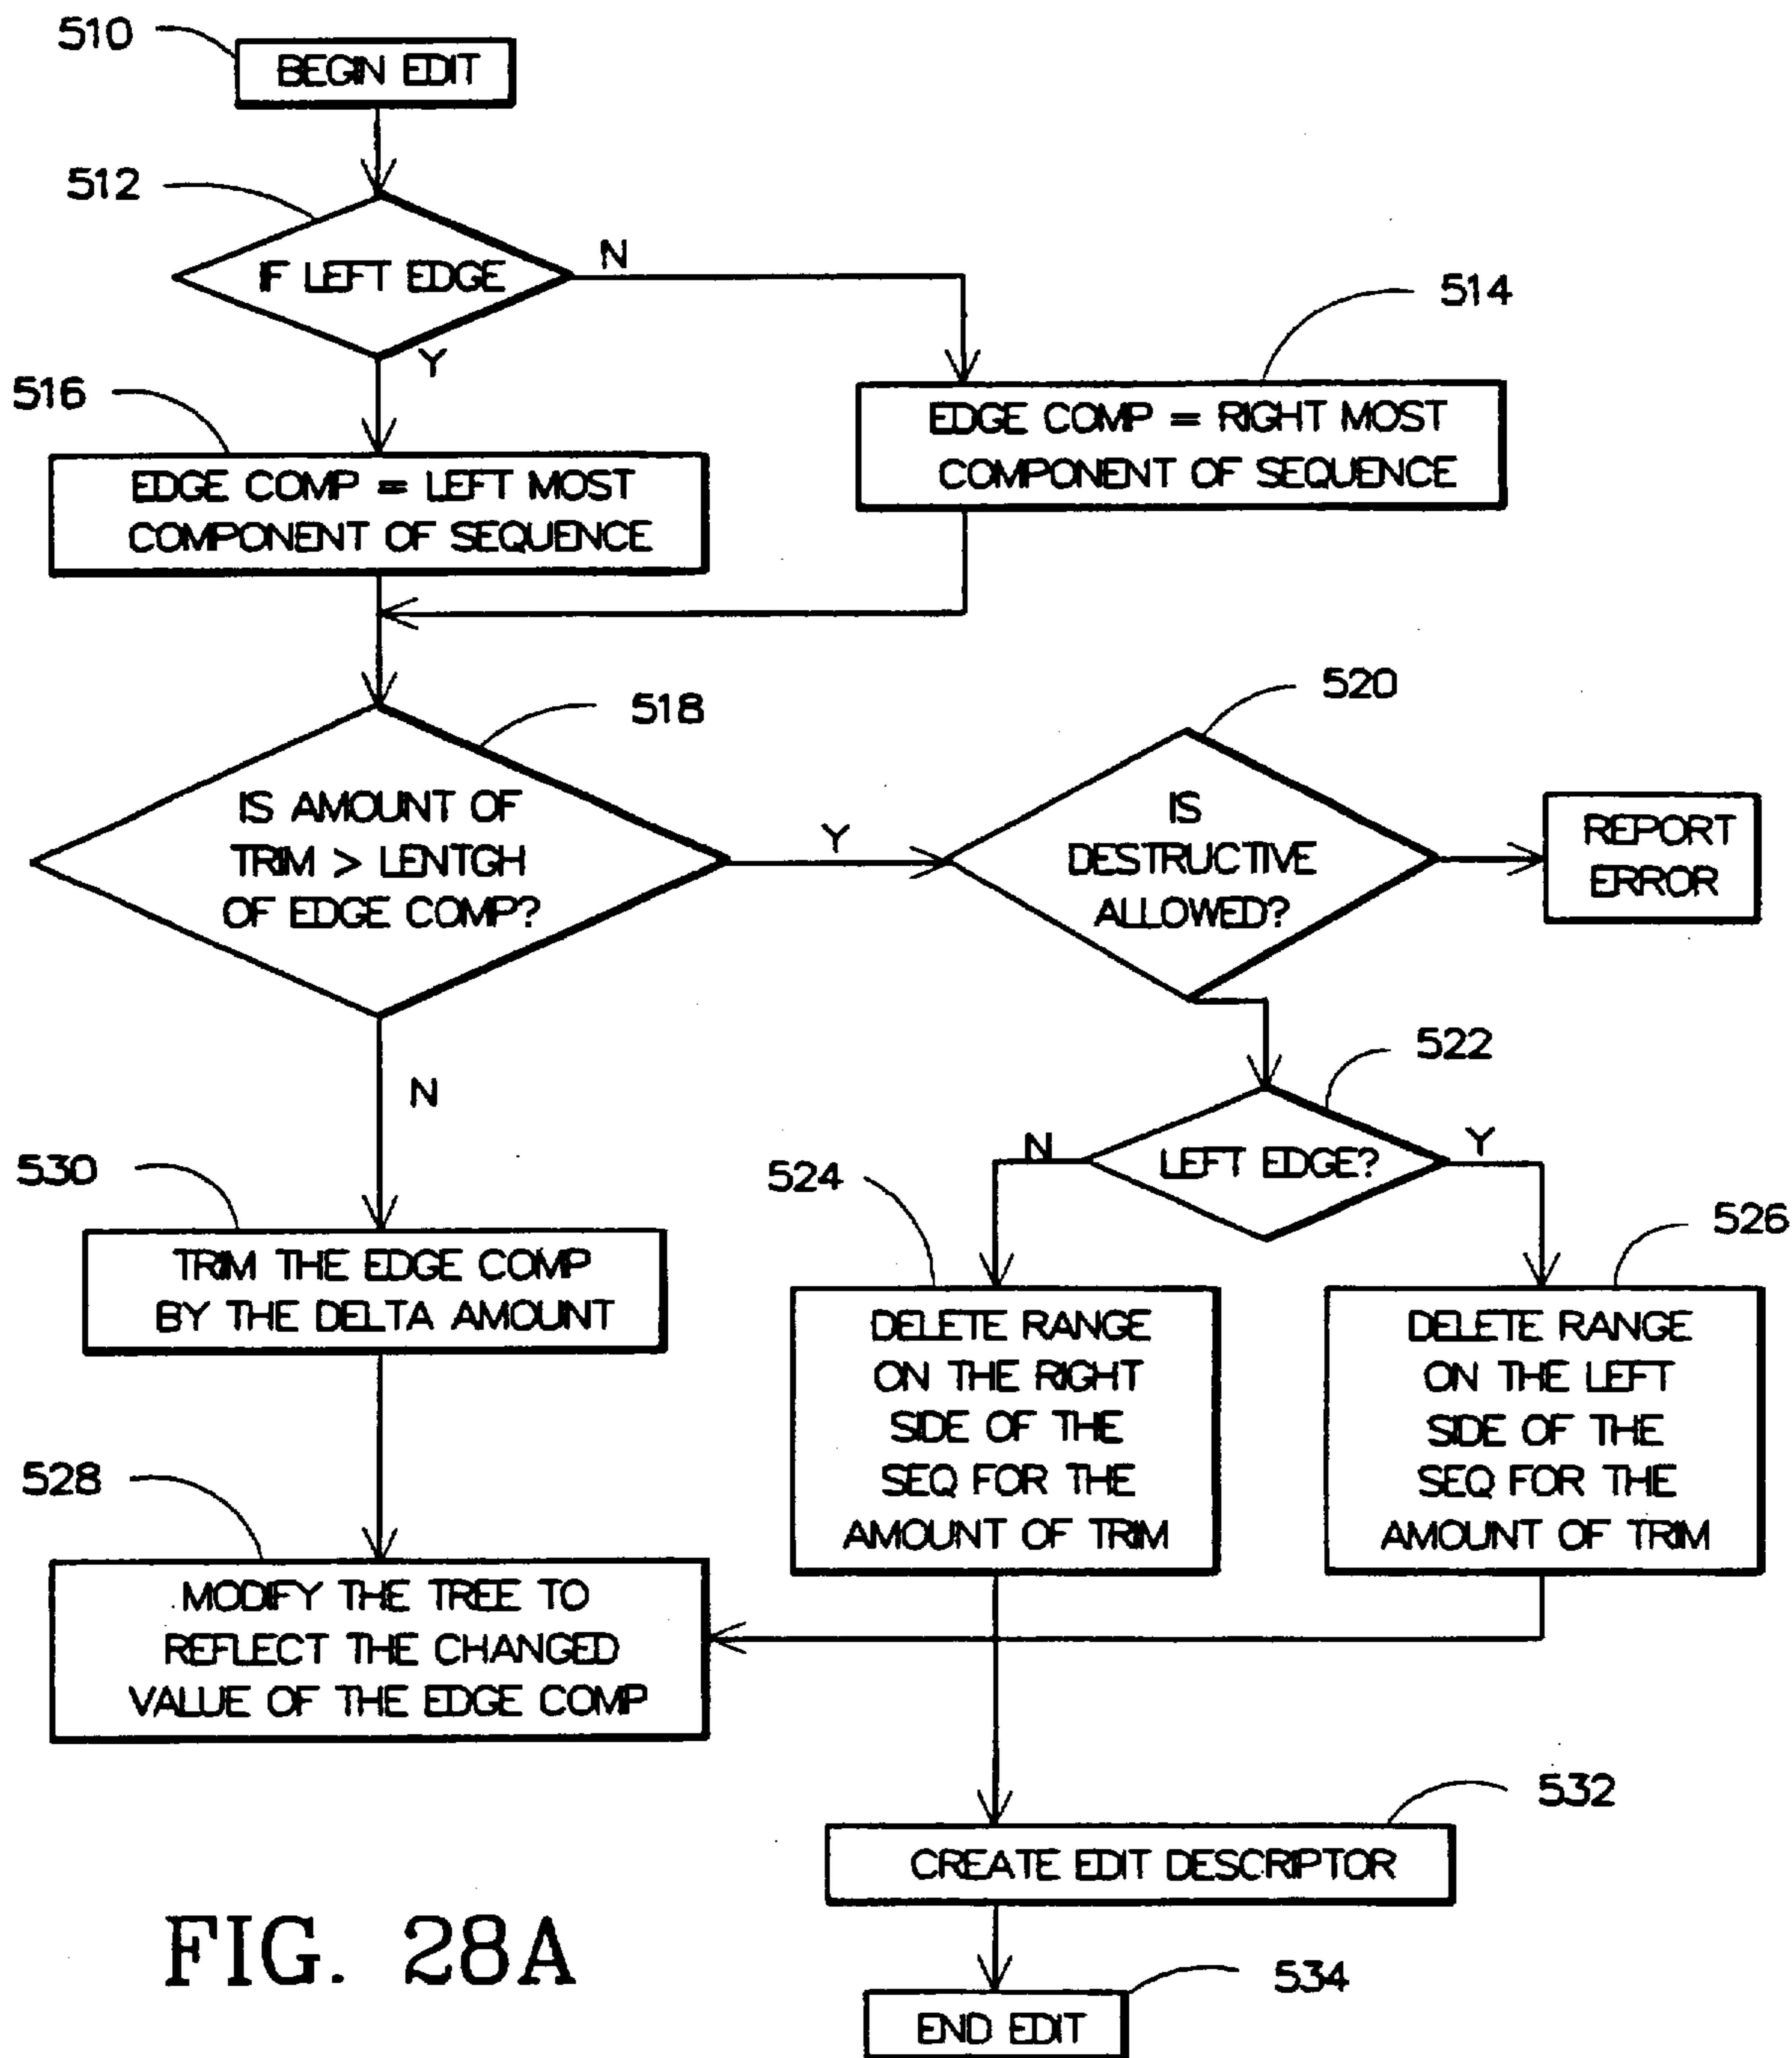 510
BEGIN EDIT
512
IF LEFT EDGE
N
Y
514
EDGE COMP = RIGHT MOST
COMPONENT OF SEQUENCE
516
EDGE COMP = LEFT MOST
COMPONENT OF SEQUENCE
518
IS AMOUNT OF
TRIM > LENTGH
OF EDGE COMP?
Y
N
520
IS
DESTRUCTIVE
ALLOWED?
REPORT
ERROR
522
LEFT EDGE?
N
Y
524
DELETE RANGE
ON THE RIGHT
SIDE OF THE
SEQ FOR THE
AMOUNT OF TRIM
526
DELETE RANGE
ON THE LEFT
SIDE OF THE
SEQ FOR THE
AMOUNT OF TRIM
530
TRIM THE EDGE COMP
BY THE DELTA AMOUNT
528
MODIFY THE TREE TO
REFLECT THE CHANGED
VALUE OF THE EDGE COMP
532
CREATE EDIT DESCRIPTOR
534
END EDIT
FIG. 28A